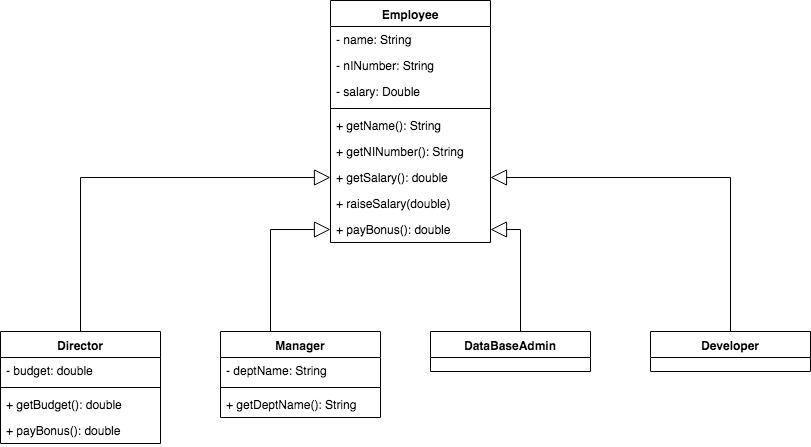 Employee
- name: String
- nINumber: String
- salary: Double
+ getName(): String
+ getNINumber(): String
+ getSalary(): double
+ raiseSalary(double)
+ payBonus(): double
Director
- budget: double
+ getBudget(): double
+ payBonus(): double
Manager
- deptName: String
+ getDeptName(): String
DataBaseAdmin
Developer